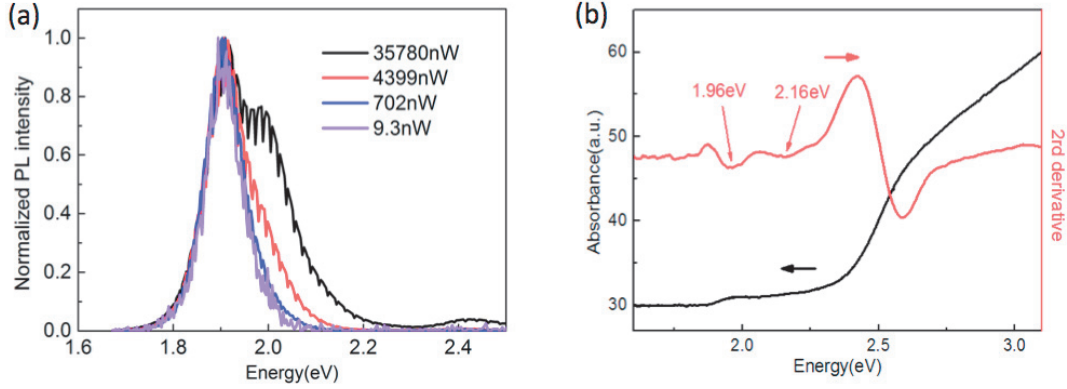 (a)
Normalized PL intensity
1.0
0.8
0.6
0.4
0.2
0.0
35780nW
4399nW
702nW
9.3nW
1.6
1.8
2.0
2.2
2.4
Energy(eV)
(b)
Absorbance(a.u.)
60
50
40
30
1.96eV
2.16eV
2rd derivative
2.0
2.5
3.0
Energy(eV)